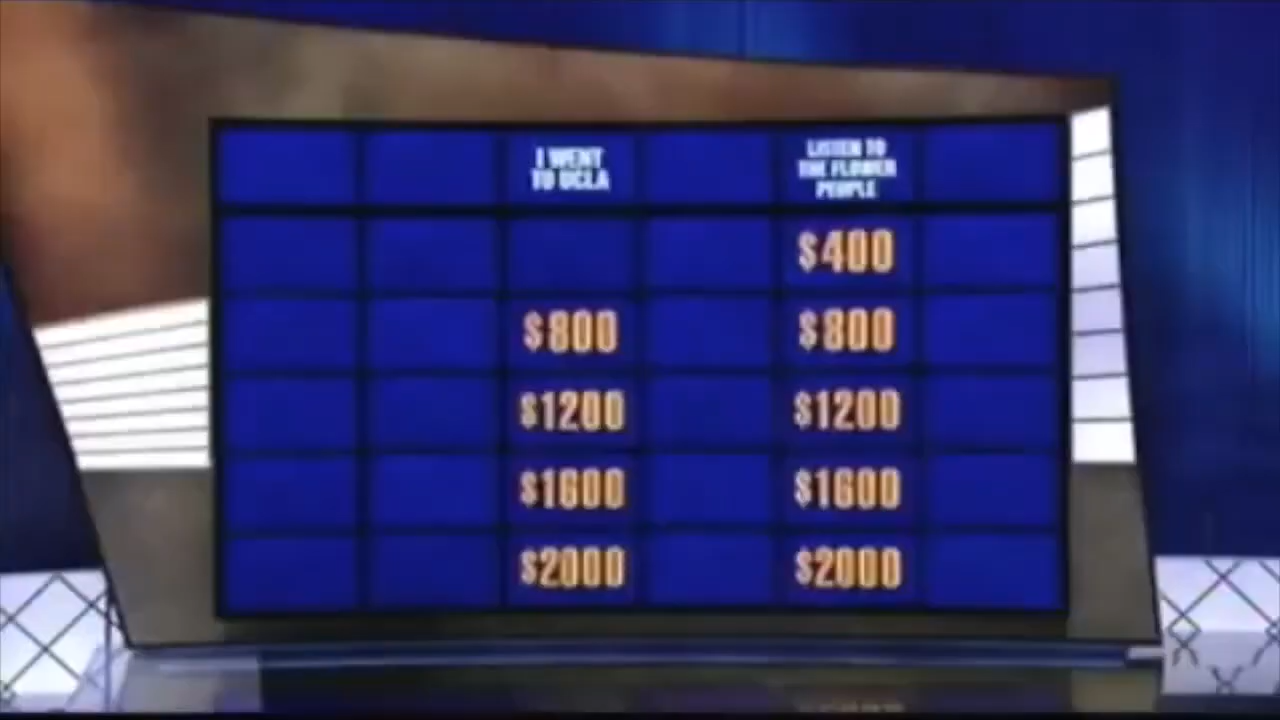 I WENT
TO UCLA
LISTEN TO
THE FLOWER
PEOPLE
$400
$800 $800
$1200 $1200
$1600 $1600
$2000 $2000